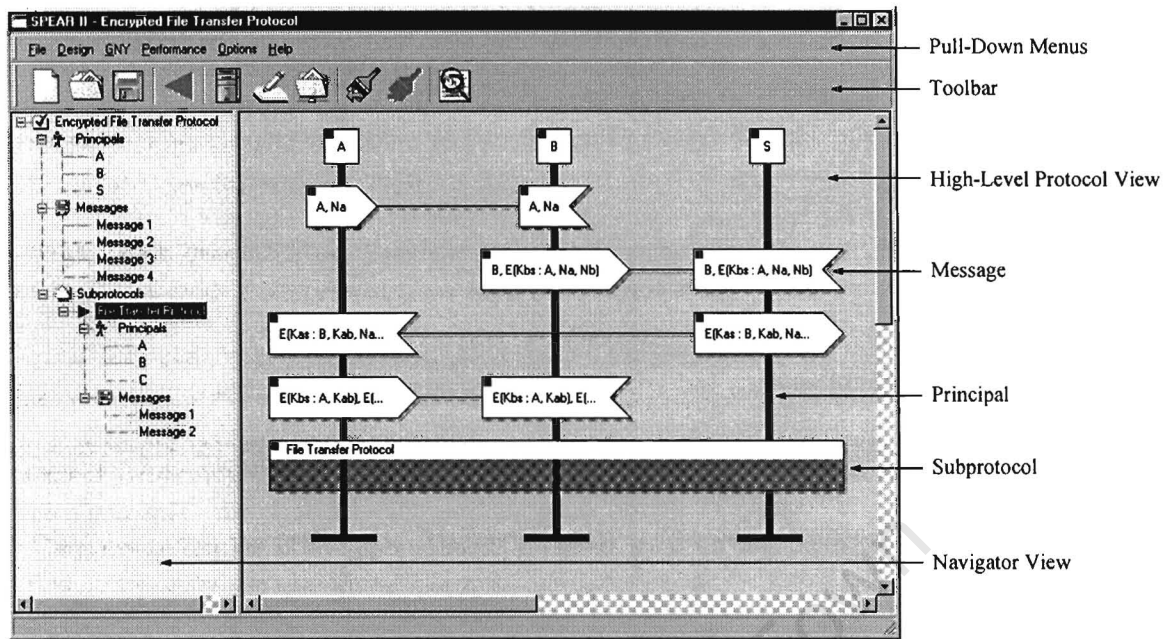 SPEAR II - Encrypted File Transfer Protocol
File Design GNY Performance Options Help
Pull-Down Menus
Toolbar
Encrypted File Transfer Protocol
Principals
A
B
S
Messages
Message 1
Message 2
Message 3
Message 4
Subprotocols
File Transfer Protocol
Principals
A
B
C
Messages
Message 1
Message 2
A
B
S
High-Level Protocol View
A, Na
A, Na
B, E(Kbs : A, Na, Nb)
B, E(Kbs : A, Na, Nb)
Message
E(Kas : B, Kab, Na...
E(Kas : B, Kab, Na...
E(Kbs : A, Kab), E(...
E(Kbs : A, Kab), E(...
Principal
File Transfer Protocol
Subprotocol
Navigator View